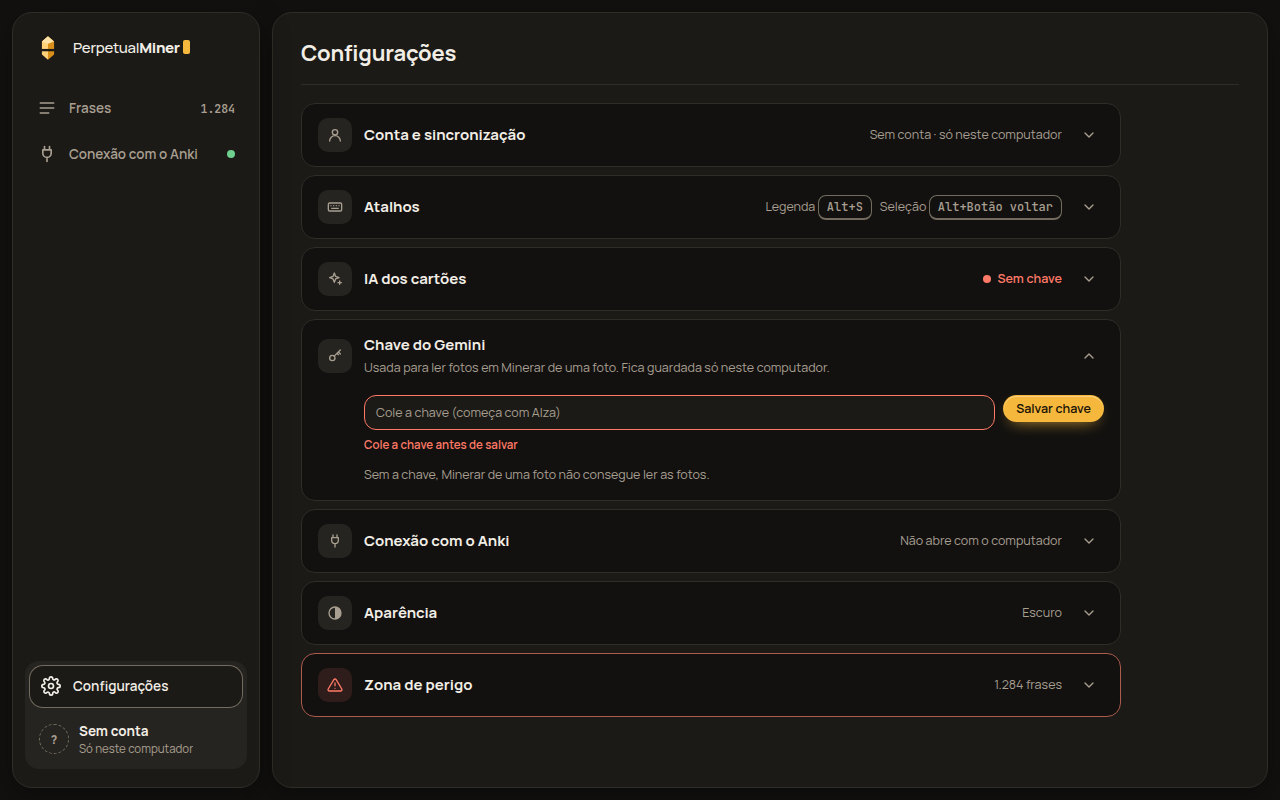 PerpetualMiner
Frases 1.284
Conexão com o Anki
Configurações
Sem conta
?
Só neste computador
Configurações
Conta e sincronização Sem conta · só neste computador
Atalhos Legenda Alt+S Seleção Alt+Botão voltar
IA dos cartões Sem chave
Chave do Gemini
Usada para ler fotos em Minerar de uma foto. Fica guardada só neste computador.
Cole a chave (começa com AIza) Salvar chave
Cole a chave antes de salvar
Sem a chave, Minerar de uma foto não consegue ler as fotos.
Conexão com o Anki Não abre com o computador
Aparência Escuro
Zona de perigo 1.284 frases